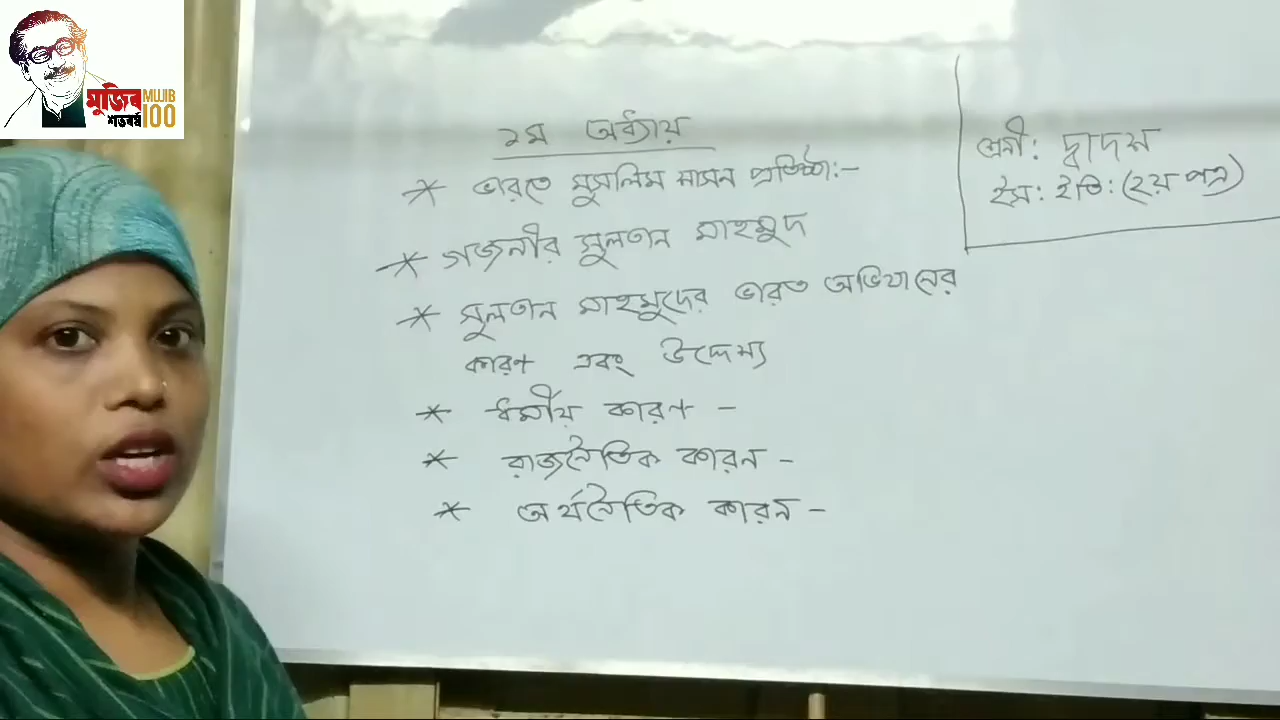 মুজিব MUJIB
শতবর্ষ 100
১ম অধ্যায়
* ভারতে মুসলিম শাসন প্রতিষ্ঠা:-
* গজনীর সুলতান মাহমুদ
* সুলতান মাহমুদের ভারত অভিযানের
কারণ এবং উদ্দেশ্য
* ধর্মীয় কারণ -
* রাজনৈতিক কারন -
* অর্থনৈতিক কারন -
শ্রেণী: দ্বাদশ
ইস: ইতি: (২য় পত্র)